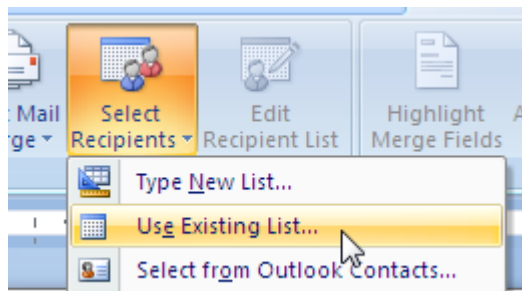 Mail
Select
Edit
Highlight
A
ge
Recipients
Recipient List
Merge Fields
Type New List...
Use Existing List...
Select from Outlook Contacts...